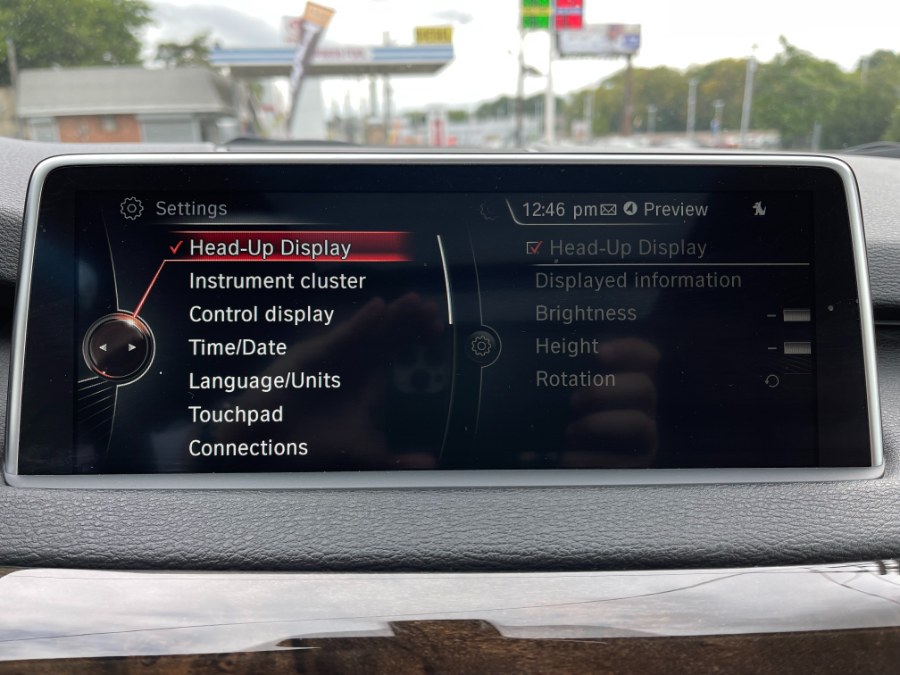 Settings
12:46 pm Preview
Head-Up Display
Instrument cluster
Control display
Time/Date
Language/Units
Touchpad
Connections
Head-Up Display
Displayed information
Brightness
Height
Rotation